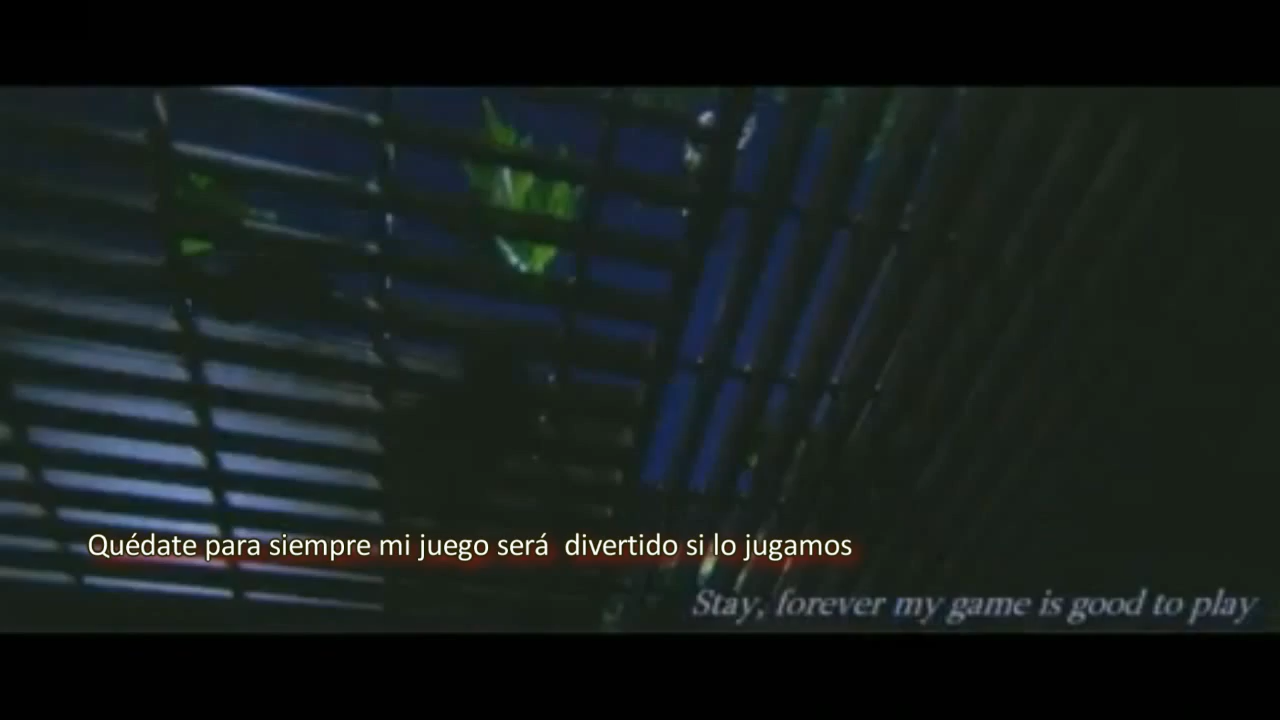 Quédate para siempre mi juego será  divertido si lo jugamos
Stay, forever my game is good to play